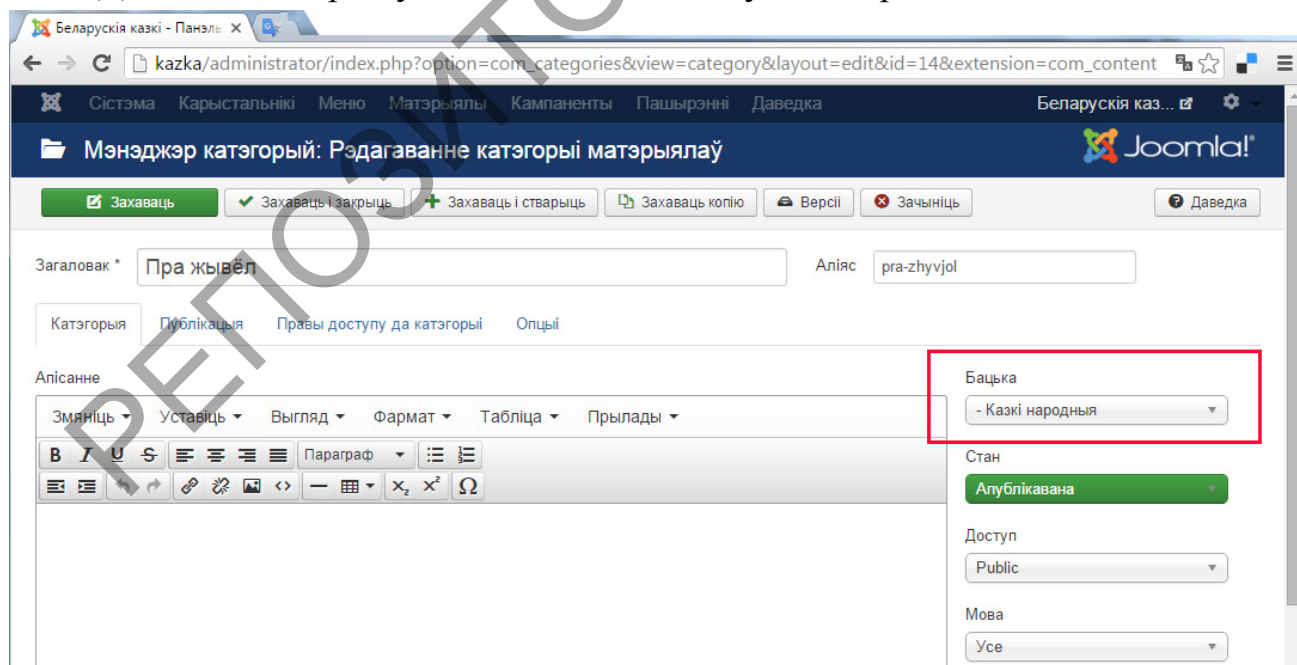 Беларускія казкі - Панэль
kazka/administrator/index.php?option=com_categories&view=category&layout=edit&id=14&extension=com_content
Сістэма Карыстальнікі Меню Матэрыялы Кампаненты Пашырэнні Даведка Беларускія каз...
Мэнэджэр катэгорый: Рэдагаванне катэгорыі матэрыялаў Joomla!
Захаваць Захаваць і закрыць Захаваць і стварыць Захаваць копію Версіі Зачыніць Даведка
Загаловак * Пра жывёл Аліяс pra-zhyvjol
Катэгорыя Публікацыя Правы доступу да катэгорыі Опцыі
Апісанне Бацька
Змяніць Уставіць Выгляд Фармат Табліца Прылады - Казкі народныя
B I U S Параграф Стан
Апублікавана
Доступ
Public
Мова
Усе
РЕПОЗИТО